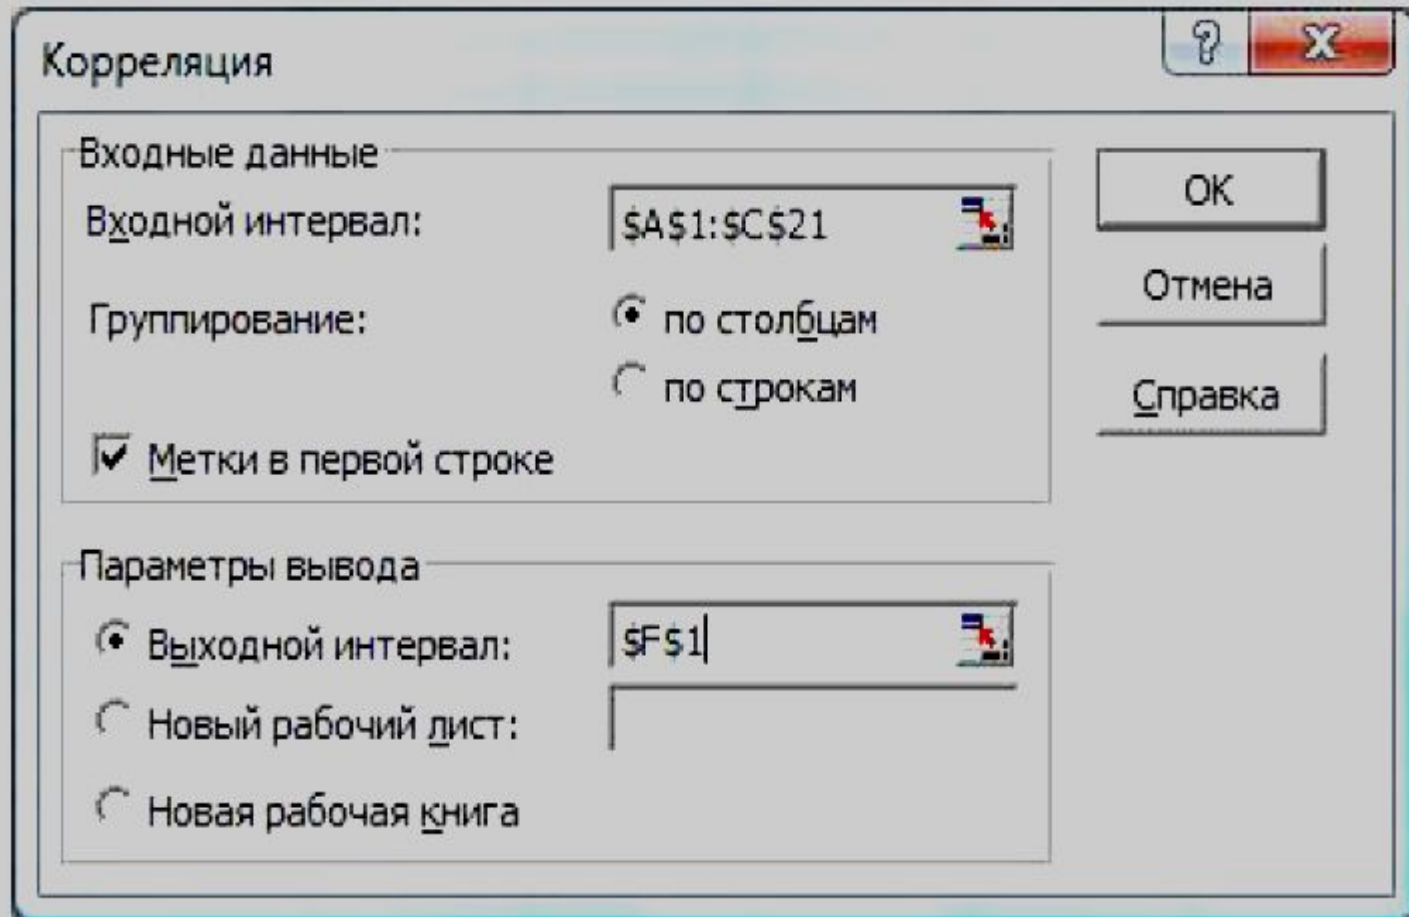 Корреляция
Входные данные
Входной интервал: $A$1:$C$21
Группирование: по столбцам
по строкам
Метки в первой строке
OK
Отмена
Справка
Параметры вывода
Выходной интервал: $F$1
Новый рабочий лист:
Новая рабочая книга